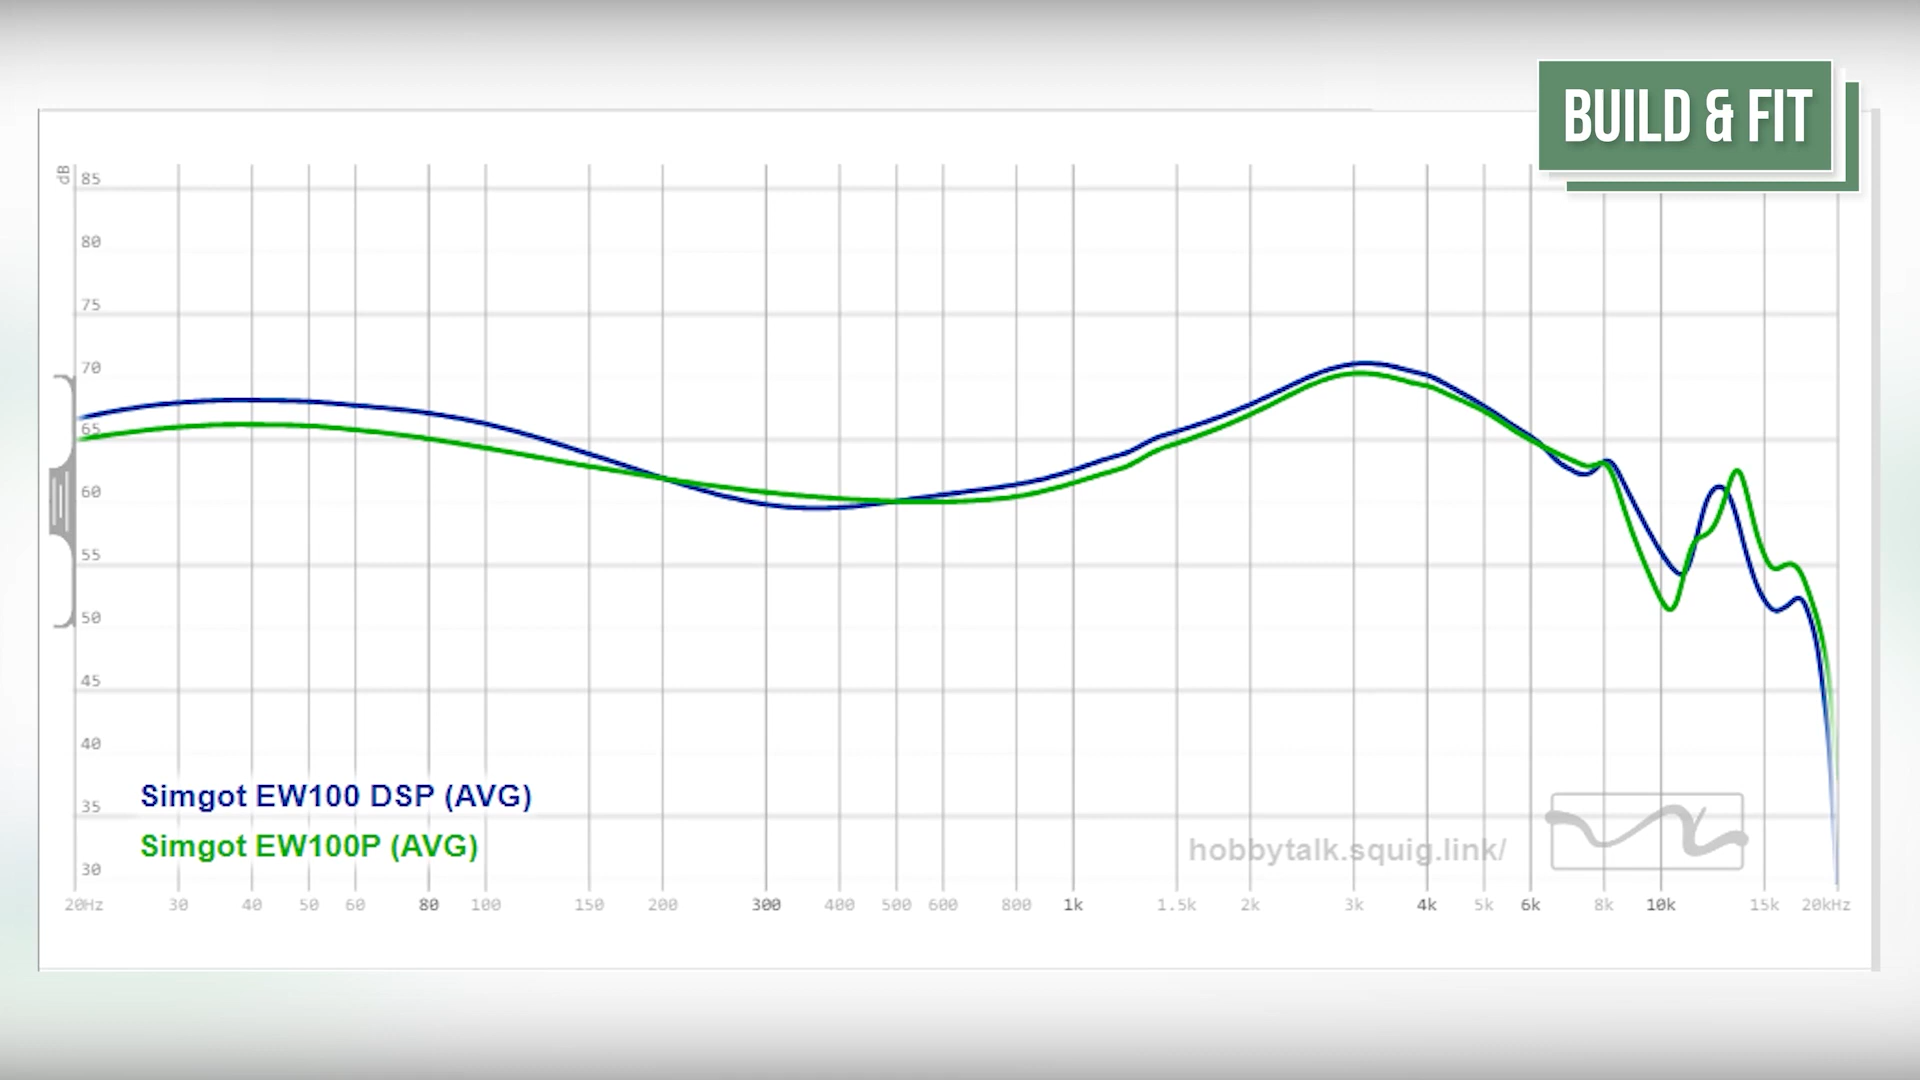 BUILD & FIT
dB
85
80
75
70
65
60
55
50
45
40
35
30
Simgot EW100 DSP (AVG)
Simgot EW100P (AVG)
hobbytalk.squig.link/
20Hz 30 40 50 60 80 100 150 200 300 400 500 600 800 1k 1.5k 2k 3k 4k 5k 6k 8k 10k 15k 20kHz